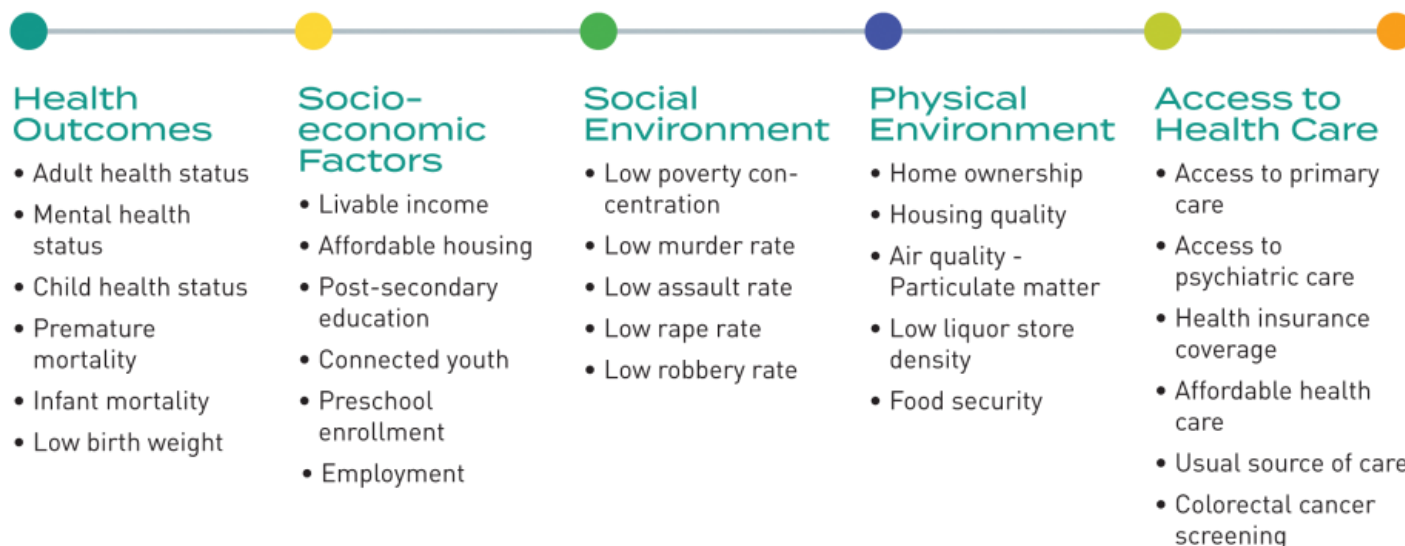 Health
Outcomes
• Adult health status
• Mental health
status
• Child health status
• Premature
mortality
• Infant mortality
• Low birth weight
Socio-
economic
Factors
• Livable income
• Affordable housing
• Post-secondary
education
• Connected youth
• Preschool
enrollment
• Employment
Social
Environment
• Low poverty con-
centration
• Low murder rate
• Low assault rate
• Low rape rate
• Low robbery rate
Physical
Environment
• Home ownership
• Housing quality
• Air quality -
Particulate matter
• Low liquor store
density
• Food security
Access to
Health Care
• Access to primary
care
• Access to
psychiatric care
• Health insurance
coverage
• Affordable health
care
• Usual source of care
• Colorectal cancer
screening